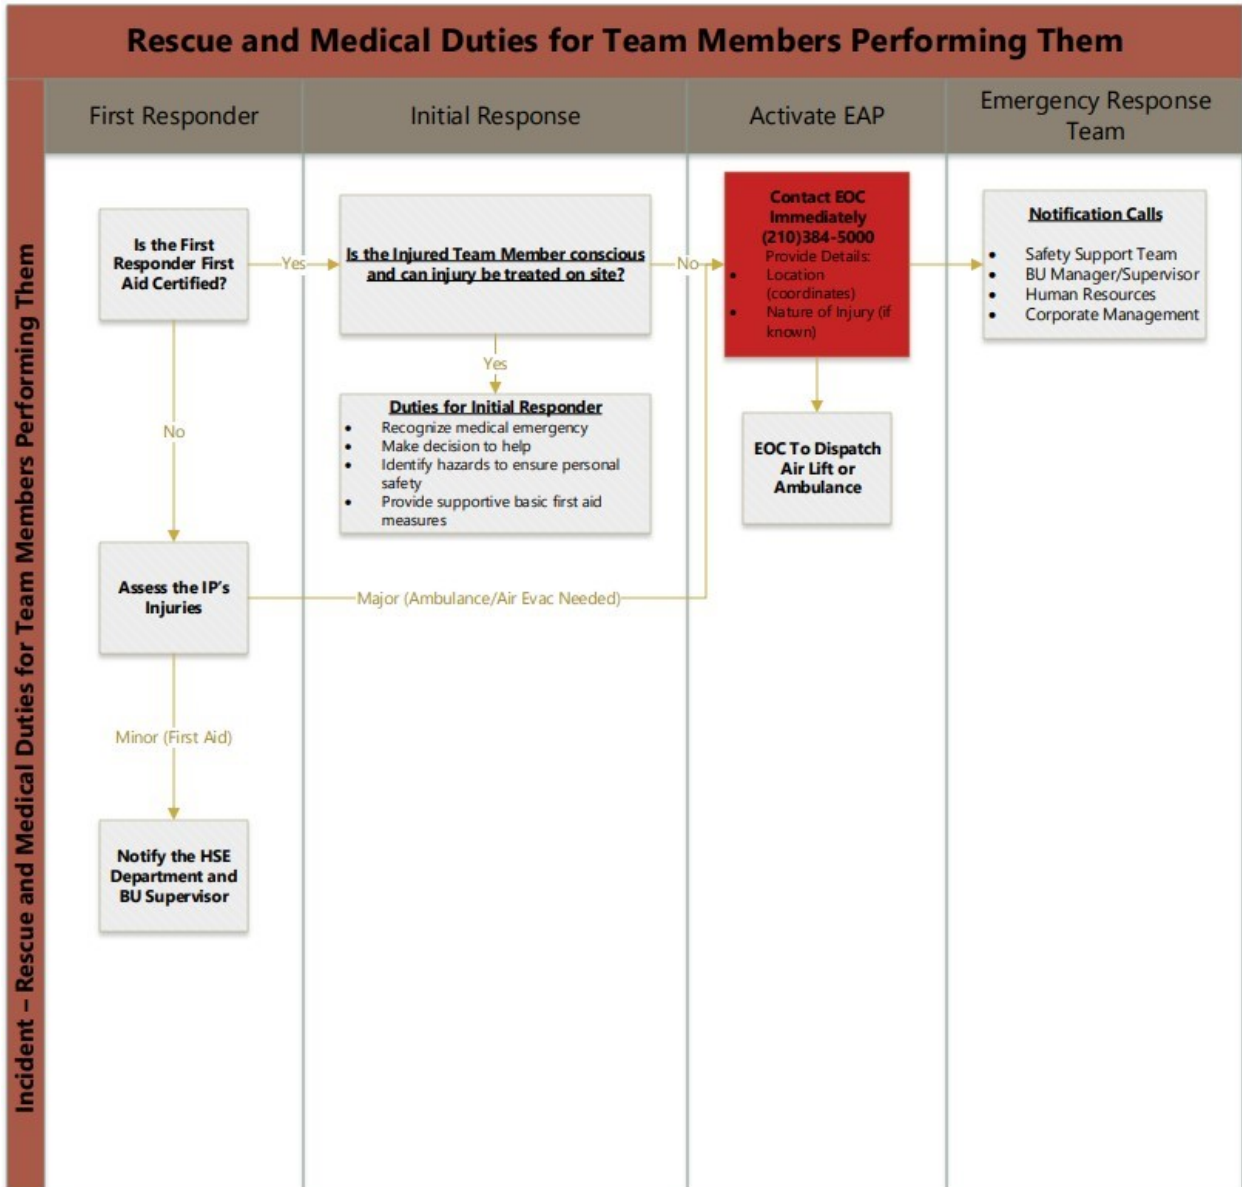 Rescue and Medical Duties for Team Members Performing Them
Incident – Rescue and Medical Duties for Team Members Performing Them
First Responder
Initial Response
Activate EAP
Emergency Response
Team
Is the First
Responder First
Aid Certified?
Yes
Is the Injured Team Member conscious
and can injury be treated on site?
No
Contact EOC
Immediately
(210)384-5000
Provide Details:
• Location
(coordinates)
• Nature of Injury (if
known)
Notification Calls
• Safety Support Team
• BU Manager/Supervisor
• Human Resources
• Corporate Management
Yes
Duties for Initial Responder
• Recognize medical emergency
• Make decision to help
• Identify hazards to ensure personal
safety
• Provide supportive basic first aid
measures
EOC To Dispatch
Air Lift or
Ambulance
No
Assess the IP's
Injuries
Major (Ambulance/Air Evac Needed)
Minor (First Aid)
Notify the HSE
Department and
BU Supervisor